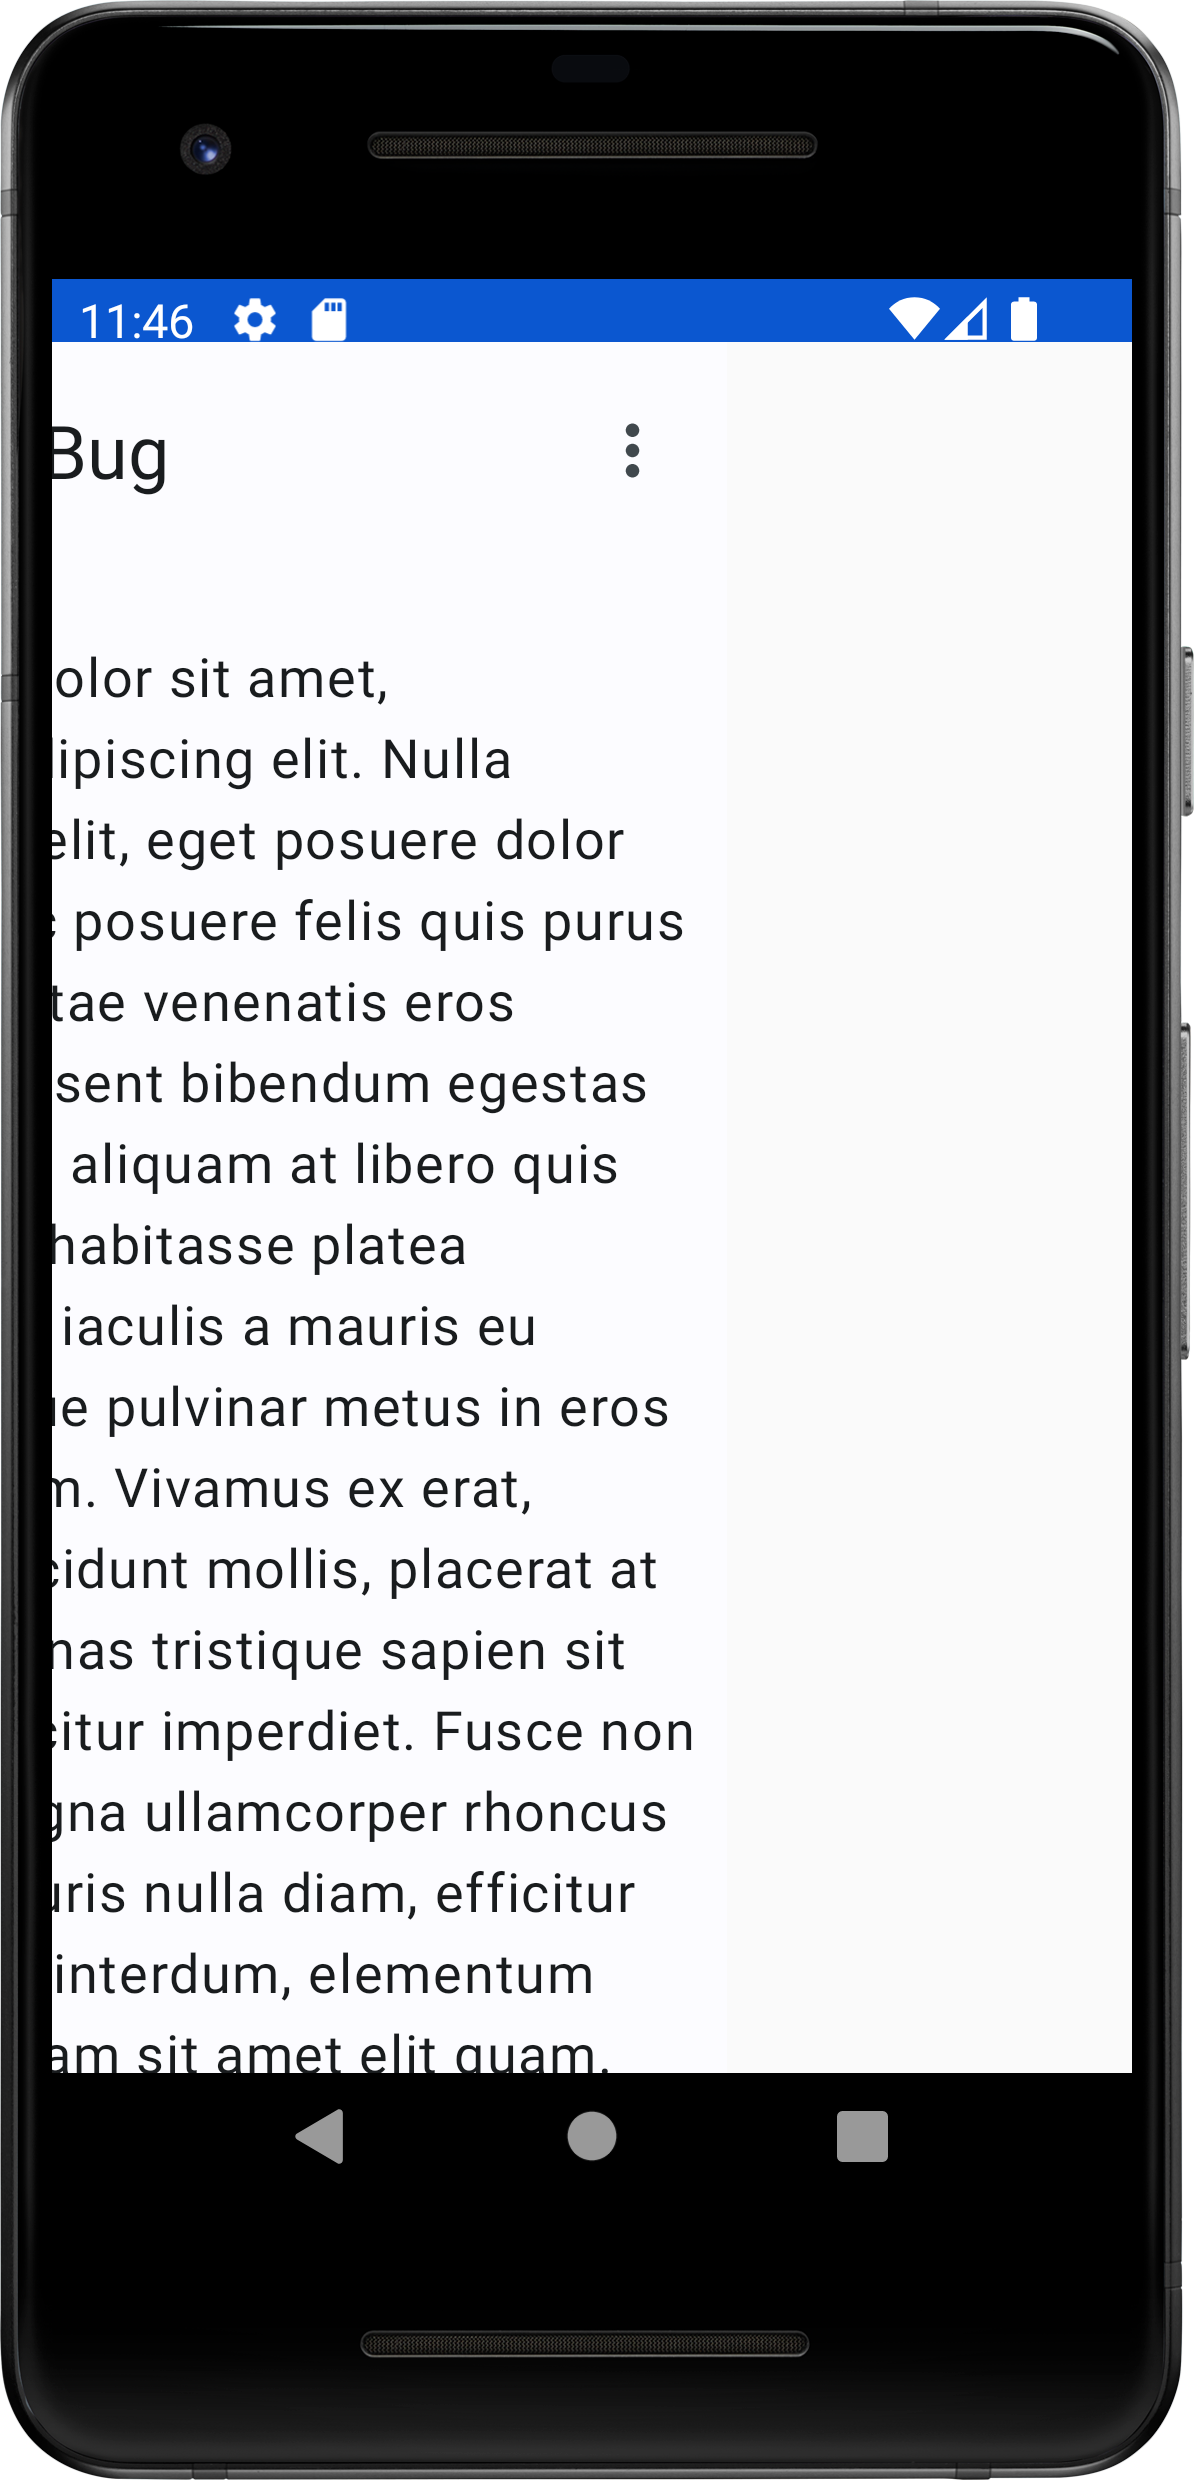 11:46
Bug
olor sit amet,
ipiscing elit. Nulla
elit, eget posuere dolor
posuere felis quis purus
tae venenatis eros
sent bibendum egestas
aliquam at libero quis
habitasse platea
iaculis a mauris eu
ue pulvinar metus in eros
m. Vivamus ex erat,
cidunt mollis, placerat at
nas tristique sapien sit
citur imperdiet. Fusce non
gna ullamcorper rhoncus
uris nulla diam, efficitur
interdum, elementum
am sit amet elit quam.